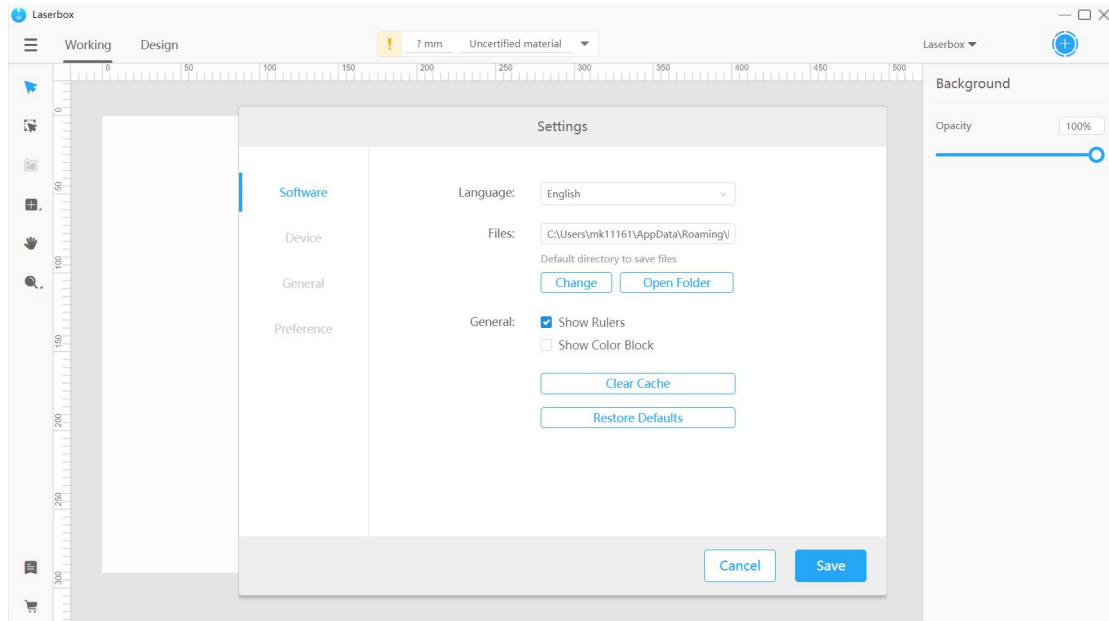 Laserbox
Working Design ! ? mm Uncertified material Laserbox
0 50 100 150 200 250 300 350 400 450 500
Background
Opacity 100%
0
50
100
150
200
250
300
Settings
Software
Device
General
Preference
Language: English
Files: C:\Users\mk11161\AppData\Roaming\
Default directory to save files
Change Open Folder
General: Show Rulers
Show Color Block
Clear Cache
Restore Defaults
Cancel Save